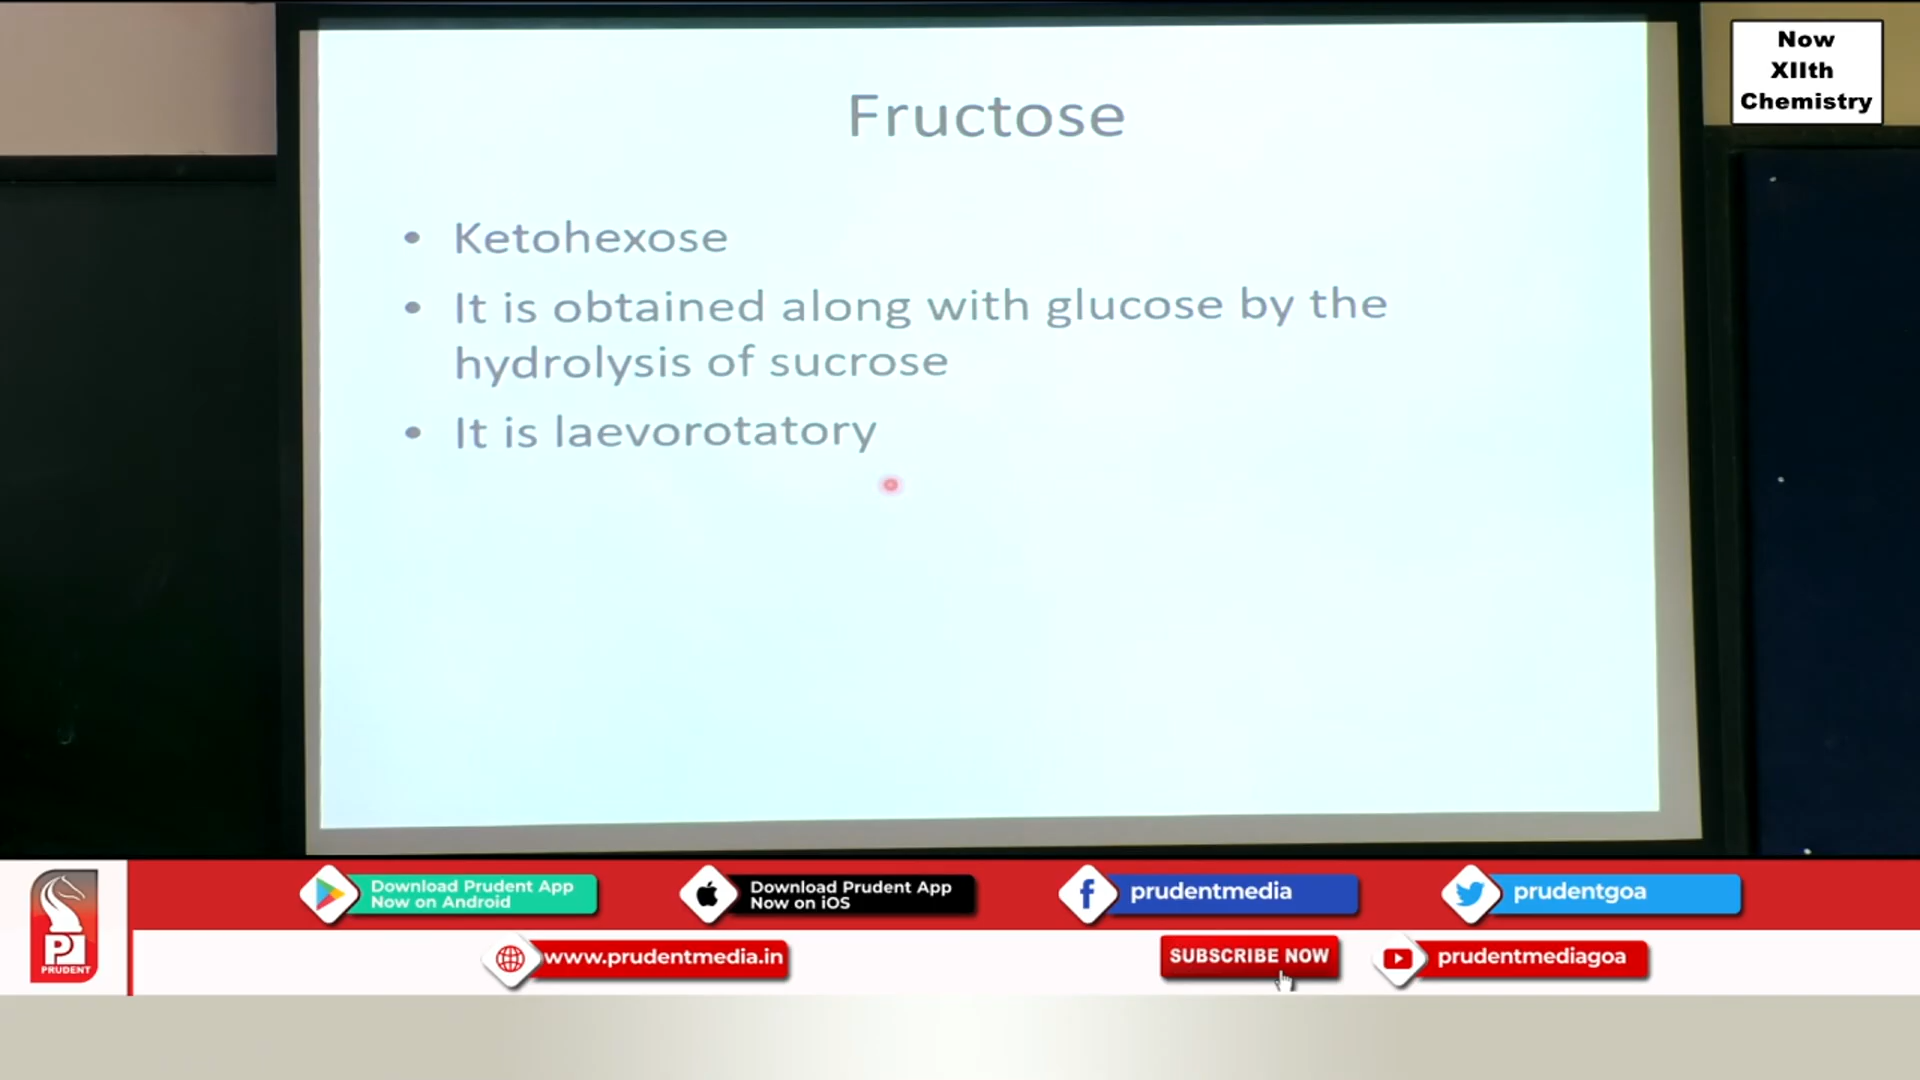 Now
XIIth
Chemistry
Fructose
• Ketohexose
• It is obtained along with glucose by the
hydrolysis of sucrose
• It is laevorotatory
Download Prudent App
Now on Android
Download Prudent App
Now on iOS
prudentmedia
prudentgoa
PRUDENT
www.prudentmedia.in
SUBSCRIBE NOW
prudentmediagoa